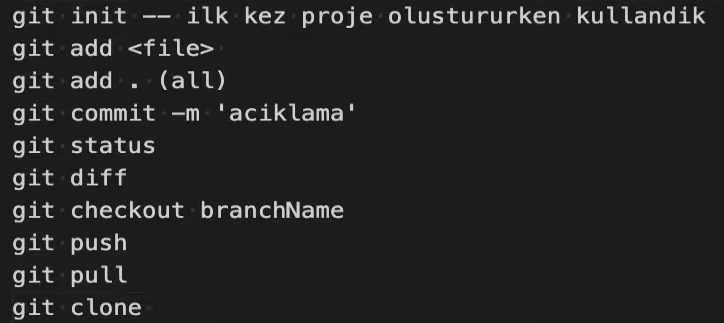 git init -- ilk kez proje olustururken kullandik
git add <file>
git add . (all)
git commit -m 'aciklama'
git status
git diff
git checkout branchName
git push
git pull
git clone